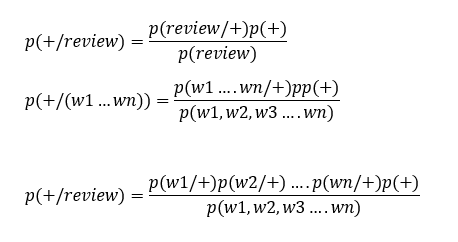 p(+/review) = p(review/+)p(+) / p(review)
p(+/(w1 ... wn)) = p(w1 .... wn/+)pp(+) / p(w1, w2, w3 .... wn)
p(+/review) = p(w1/+)p(w2/+) .... p(wn/+)p(+) / p(w1, w2, w3 .... wn)